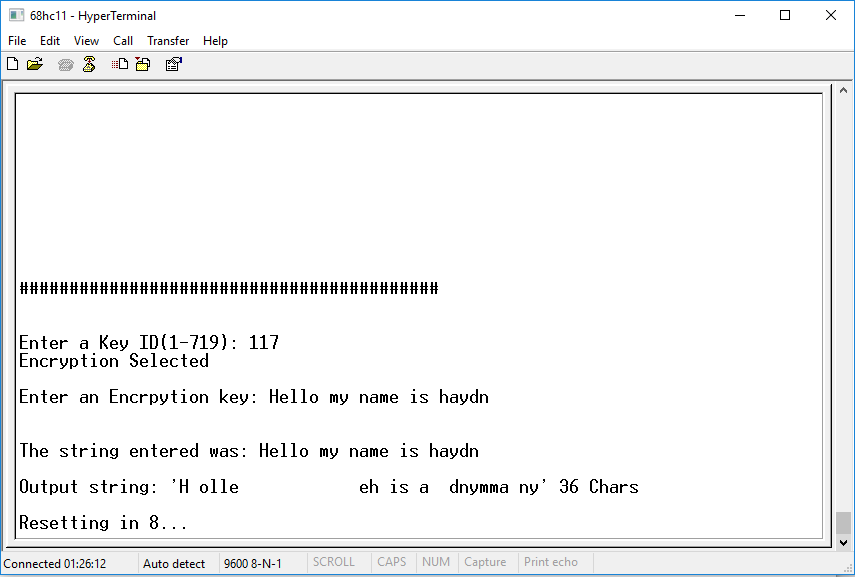 68hc11 - HyperTerminal
File Edit View Call Transfer Help
##########################################
Enter a Key ID(1-719): 117
Encryption Selected
Enter an Encrpytion key: Hello my name is haydn
The string entered was: Hello my name is haydn
Output string: 'H olle            eh is a  dnymma ny' 36 Chars
Resetting in 8...
Connected 01:26:12 Auto detect 9600 8-N-1 SCROLL CAPS NUM Capture Print echo